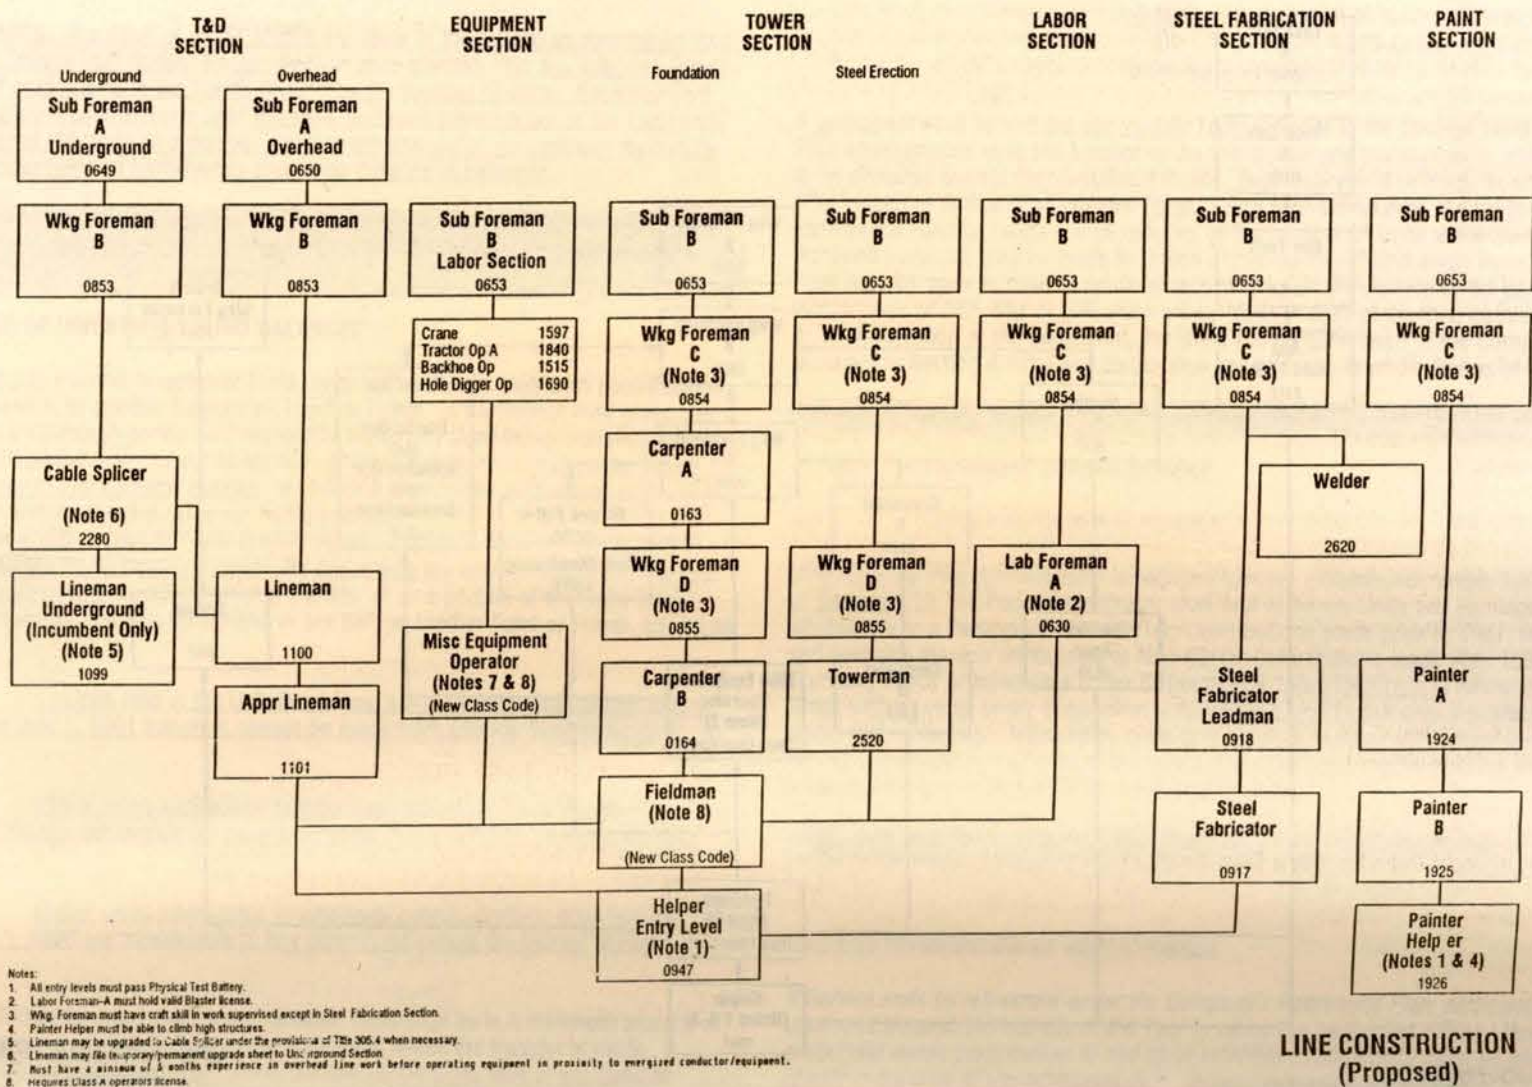 T&D
SECTION
EQUIPMENT
SECTION
TOWER
SECTION
LABOR
SECTION
STEEL FABRICATION
SECTION
PAINT
SECTION
Underground
Overhead
Foundation
Steel Erection
Sub Foreman
A
Underground
0649
Sub Foreman
A
Overhead
0650
Wkg Foreman
B
0853
Wkg Foreman
B
0853
Sub Foreman
B
Labor Section
0653
Sub Foreman
B
0653
Sub Foreman
B
0653
Sub Foreman
B
0653
Sub Foreman
B
0653
Sub Foreman
B
0653
Crane 1597
Tractor Op A 1840
Backhoe Op 1515
Hole Digger Op 1690
Wkg Foreman
C
(Note 3)
0854
Wkg Foreman
C
(Note 3)
0854
Wkg Foreman
C
(Note 3)
0854
Wkg Foreman
C
(Note 3)
0854
Wkg Foreman
C
(Note 3)
0854
Cable Splicer
(Note 6)
2280
Carpenter
A
0163
Welder
2620
Lineman
Underground
(Incumbent Only)
(Note 5)
1099
Lineman
1100
Wkg Foreman
D
(Note 3)
0855
Wkg Foreman
D
(Note 3)
0855
Lab Foreman
A
(Note 2)
0630
Misc Equipment
Operator
(Notes 7 & 8)
(New Class Code)
Appr Lineman
1101
Carpenter
B
0164
Towerman
2520
Steel
Fabricator
Leadman
0918
Painter
A
1924
Fieldman
(Note 8)
(New Class Code)
Steel
Fabricator
0917
Painter
B
1925
Helper
Entry Level
(Note 1)
0947
Painter
Help er
(Notes 1 & 4)
1926
Notes:
1. All entry levels must pass Physical Test Battery.
2. Labor Foreman-A must hold valid Blaster license.
3. Wkg. Foreman must have craft skill in work supervised except in Steel Fabrication Section.
4. Painter Helper must be able to climb high structures.
5. Lineman may be upgraded to Cable Splicer under the provisions of Title 305.4 when necessary.
6. Lineman may file temporary/permanent upgrade sheet to Underground Section
7. Must have a minimum of months experience in overhead line work before operating equipment in proximity to energized conductor/equipment.
8. Requires Class A operators license.
LINE CONSTRUCTION
(Proposed)